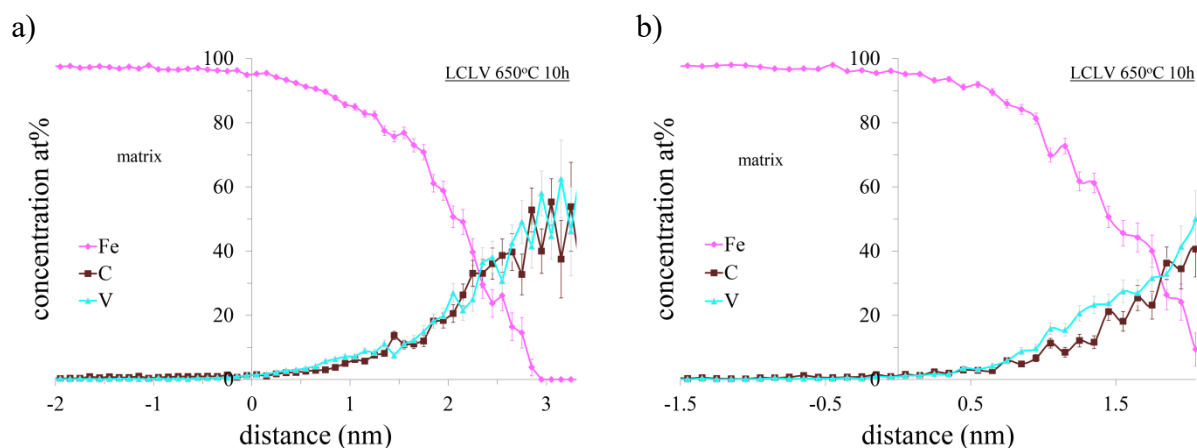 a)
LCLV 650°C 10h
concentration at%
100
80
60
40
20
0
matrix
Fe
C
V
-2
-1
0
1
2
3
distance (nm)
b)
LCLV 650°C 10h
concentration at%
100
80
60
40
20
0
matrix
Fe
C
V
-1.5
-0.5
0.5
1.5
distance (nm)